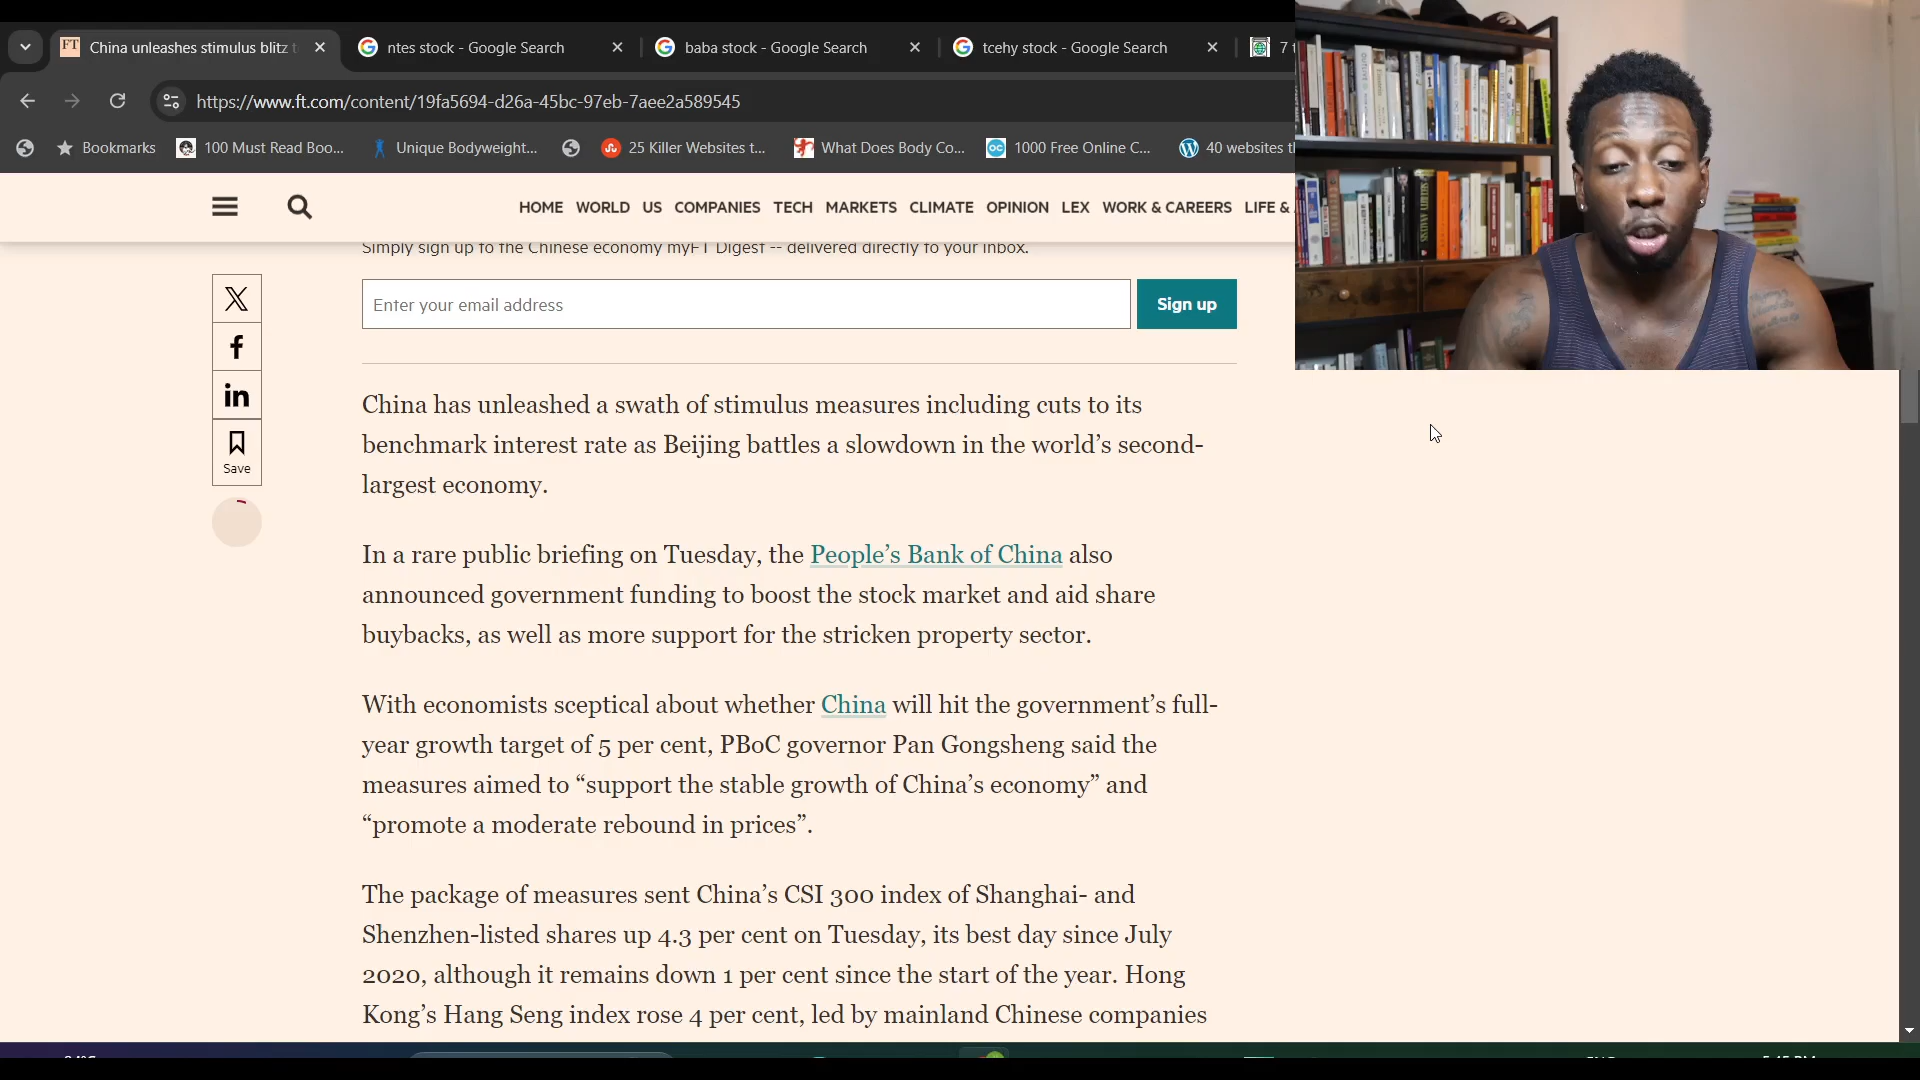 FT China unleashes stimulus blitz
ntes stock - Google Search
baba stock - Google Search
tcehy stock - Google Search
7
https://www.ft.com/content/19fa5694-d26a-45bc-97eb-7aee2a589545
Bookmarks
100 Must Read Boo...
Unique Bodyweight...
25 Killer Websites t...
What Does Body Co...
1000 Free Online C...
40 websites
HOME WORLD US COMPANIES TECH MARKETS CLIMATE OPINION LEX WORK & CAREERS LIFE &
Simply sign up to the Chinese economy myFT Digest -- delivered directly to your inbox.
Enter your email address
Sign up
Save
China has unleashed a swath of stimulus measures including cuts to its
benchmark interest rate as Beijing battles a slowdown in the world’s second-
largest economy.
In a rare public briefing on Tuesday, the People’s Bank of China also
announced government funding to boost the stock market and aid share
buybacks, as well as more support for the stricken property sector.
With economists sceptical about whether China will hit the government’s full-
year growth target of 5 per cent, PBoC governor Pan Gongsheng said the
measures aimed to “support the stable growth of China’s economy” and
“promote a moderate rebound in prices”.
The package of measures sent China’s CSI 300 index of Shanghai- and
Shenzhen-listed shares up 4.3 per cent on Tuesday, its best day since July
2020, although it remains down 1 per cent since the start of the year. Hong
Kong’s Hang Seng index rose 4 per cent, led by mainland Chinese companies